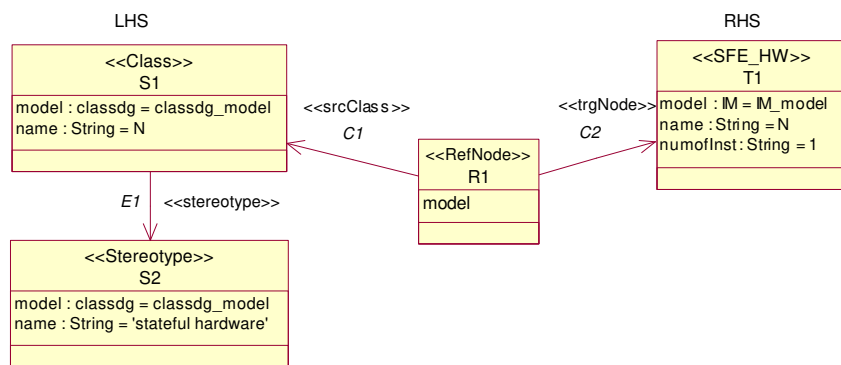 LHS
RHS
<<Class>>
S1
model : classdg = classdg_model
name : String = N
<<srcClass>>
C1
<<RefNode>>
R1
model
<<trgNode>>
C2
<<SFE_HW>>
T1
model : IM = IM_model
name : String = N
numofInst : String = 1
E1 <<stereotype>>
<<Stereotype>>
S2
model : classdg = classdg_model
name : String = 'stateful hardware'